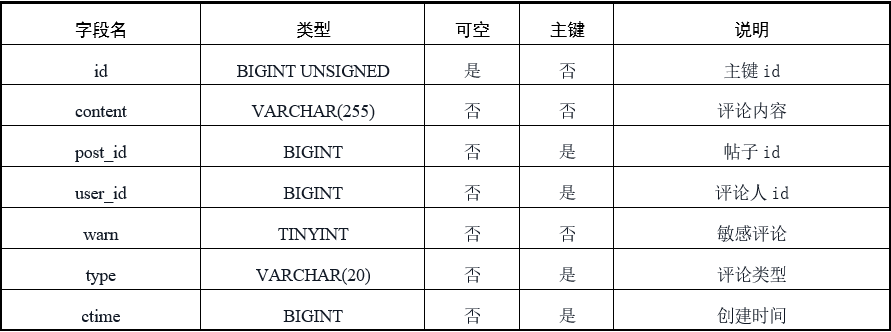 字段名 类型 可空 主键 说明
id BIGINT UNSIGNED 是 否 主键 id
content VARCHAR(255) 否 否 评论内容
post_id BIGINT 否 是 帖子 id
user_id BIGINT 否 是 评论人 id
warn TINYINT 否 否 敏感评论
type VARCHAR(20) 否 是 评论类型
ctime BIGINT 否 是 创建时间